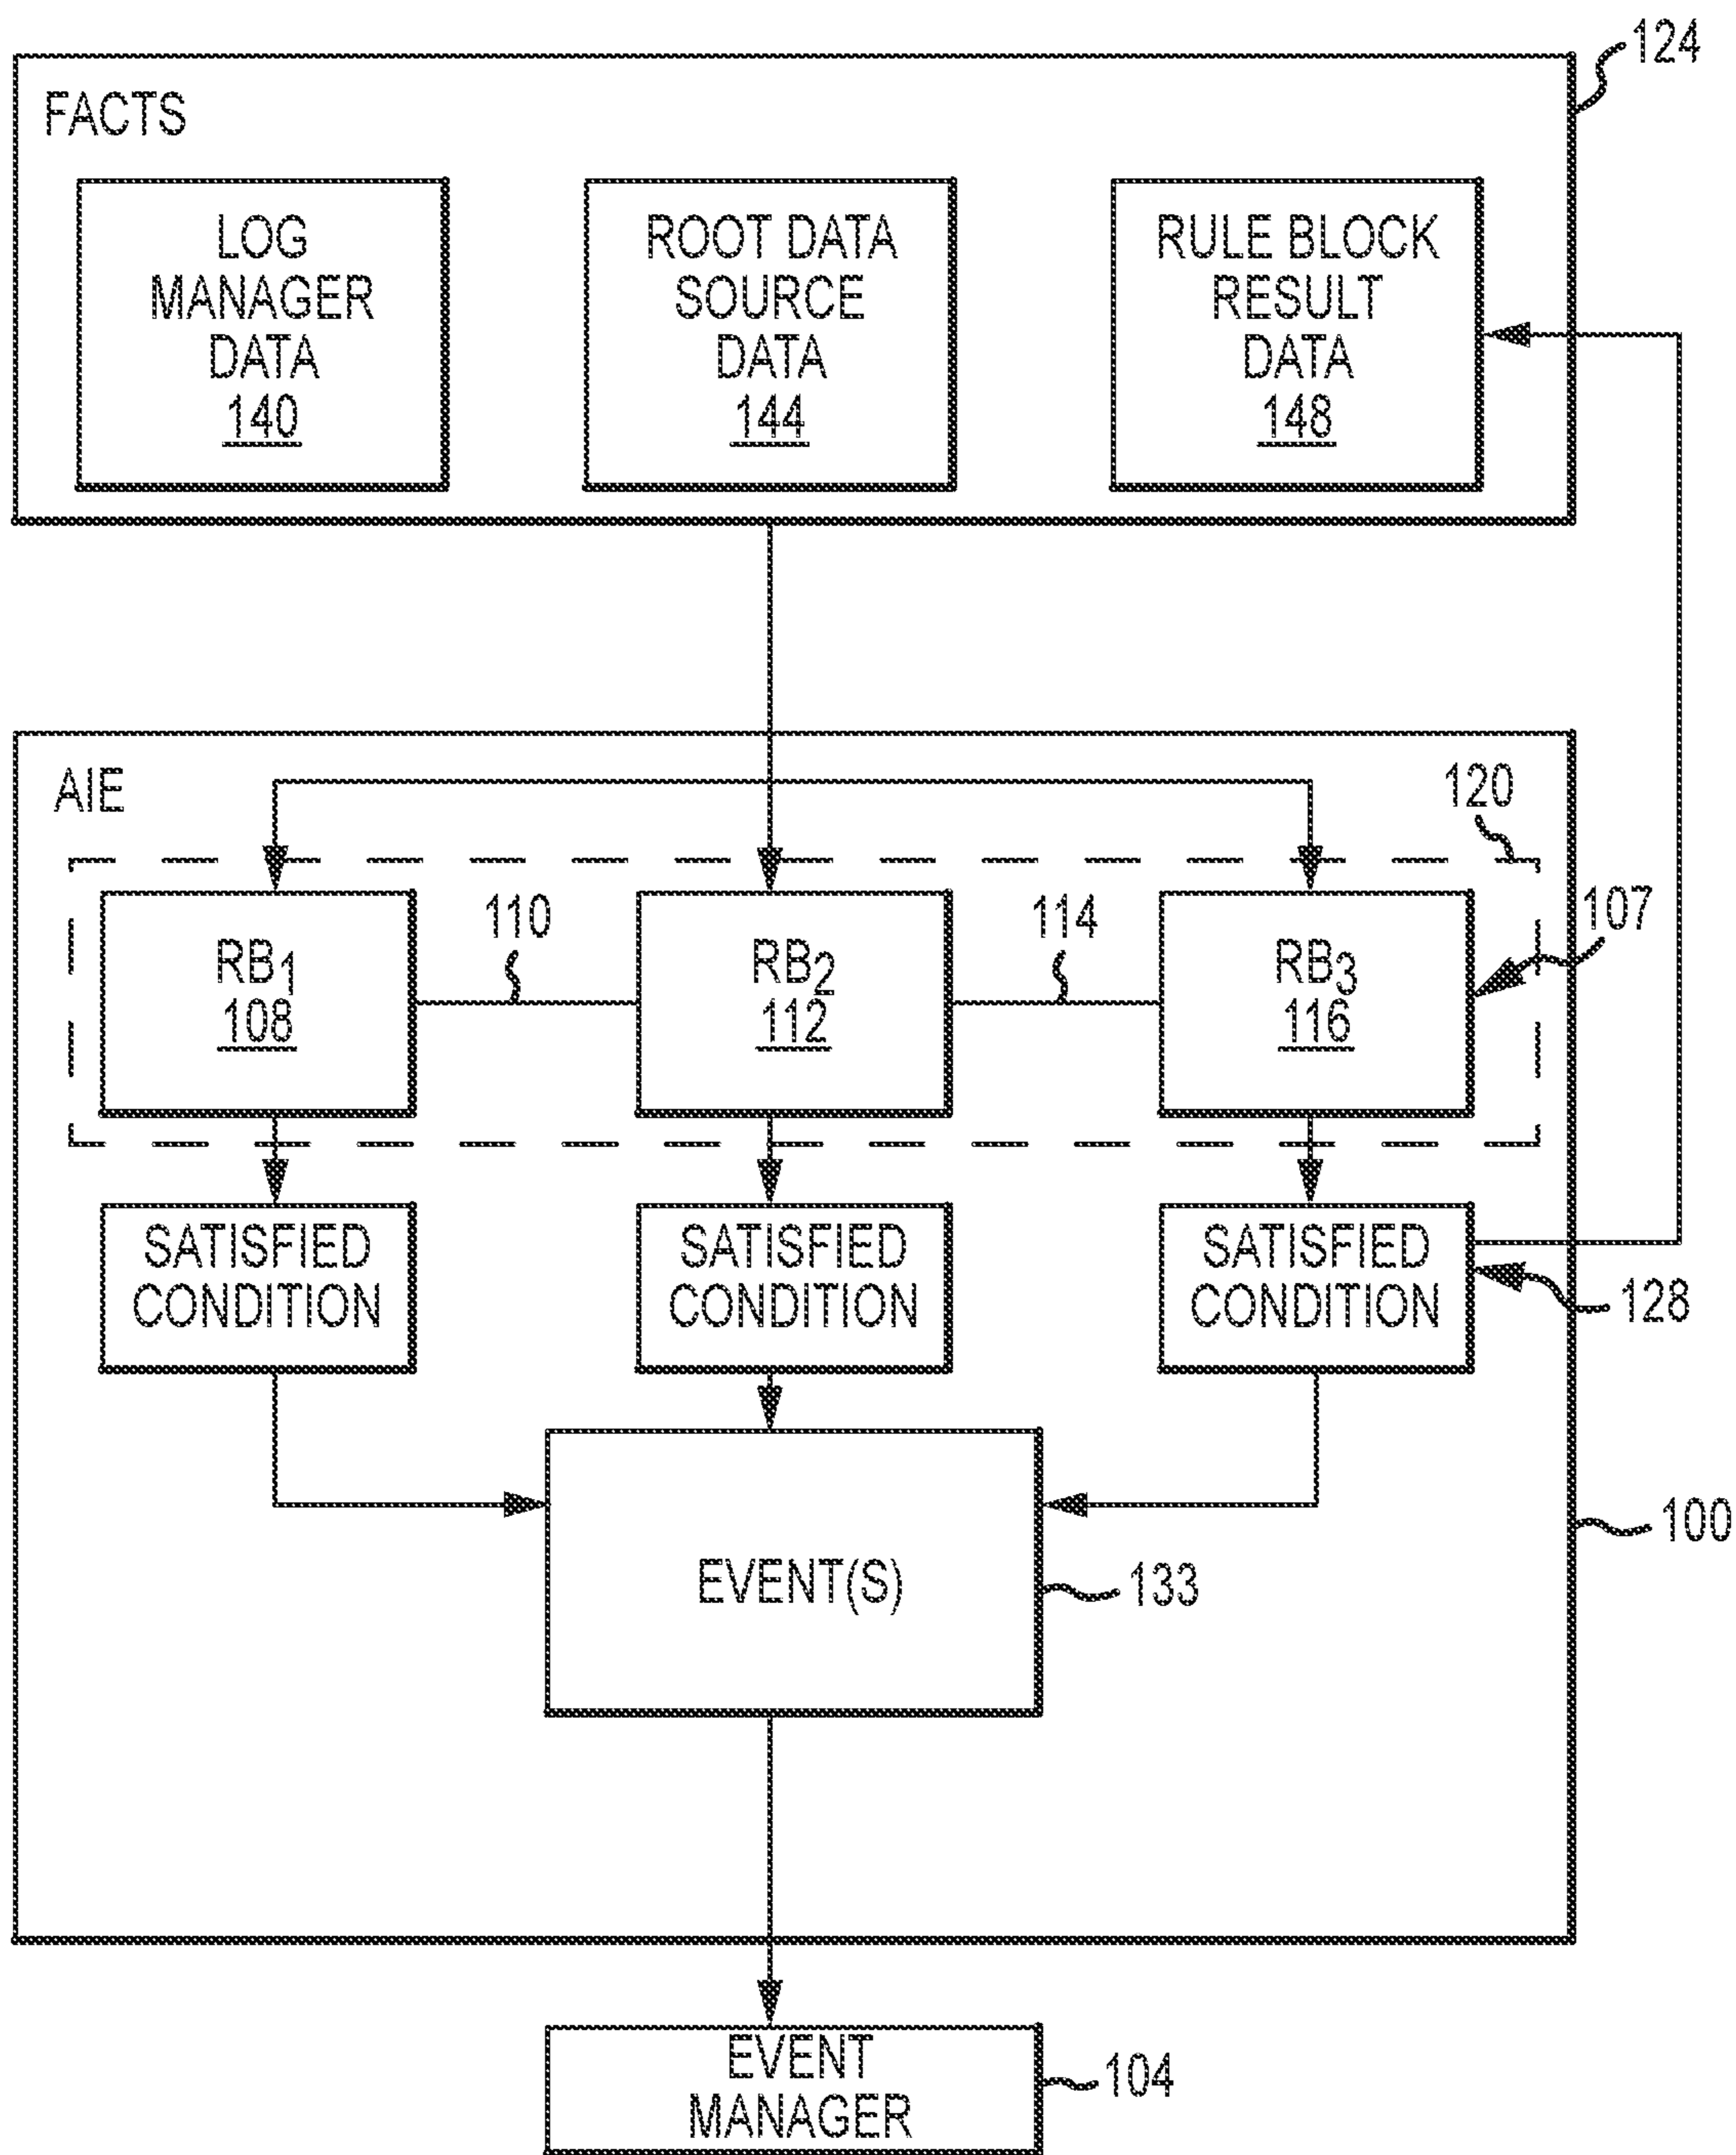 124
FACTS
LOG
MANAGER
DATA
140
ROOT DATA
SOURCE
DATA
144
RULE BLOCK
RESULT
DATA
148
AIE
120
110
114
107
RB1
108
RB2
112
RB3
116
SATISFIED
CONDITION
SATISFIED
CONDITION
SATISFIED
CONDITION
128
100
EVENT(S)
133
EVENT
MANAGER
104